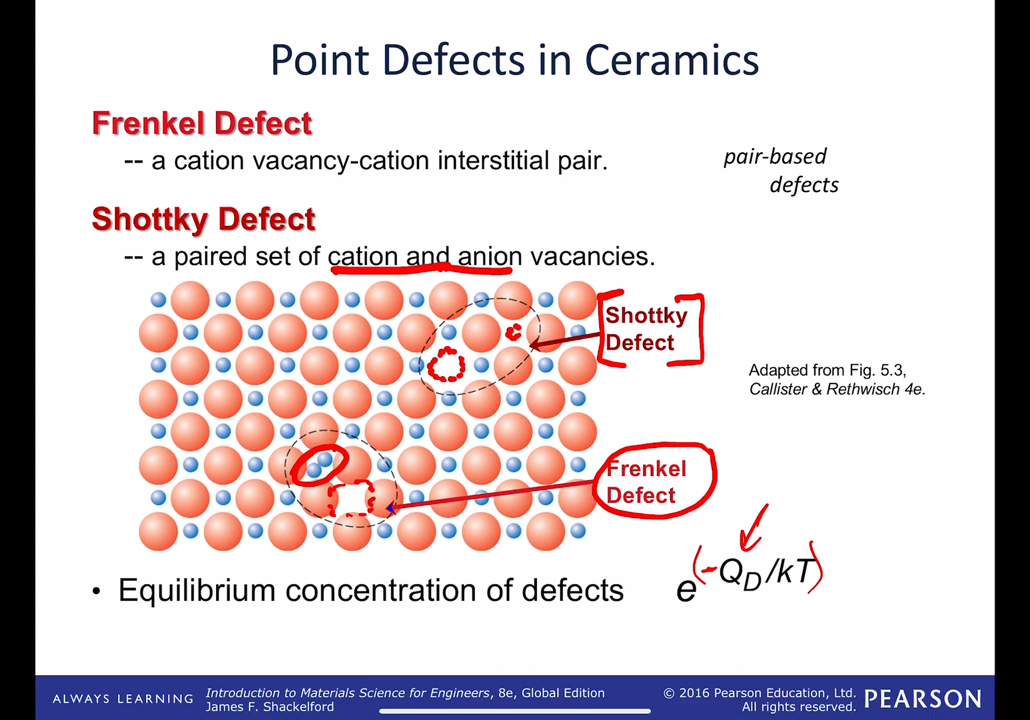 Point Defects in Ceramics
Frenkel Defect
-- a cation vacancy-cation interstitial pair.
pair-based
defects
Shottky Defect
-- a paired set of cation and anion vacancies.
Shottky
Defect
Adapted from Fig. 5.3,
Callister & Rethwisch 4e.
Frenkel
Defect
• Equilibrium concentration of defects
e(-Q_D/kT)
ALWAYS LEARNING
Introduction to Materials Science for Engineers, 8e, Global Edition
James F. Shackelford
© 2016 Pearson Education, Ltd.
All rights reserved.
PEARSON